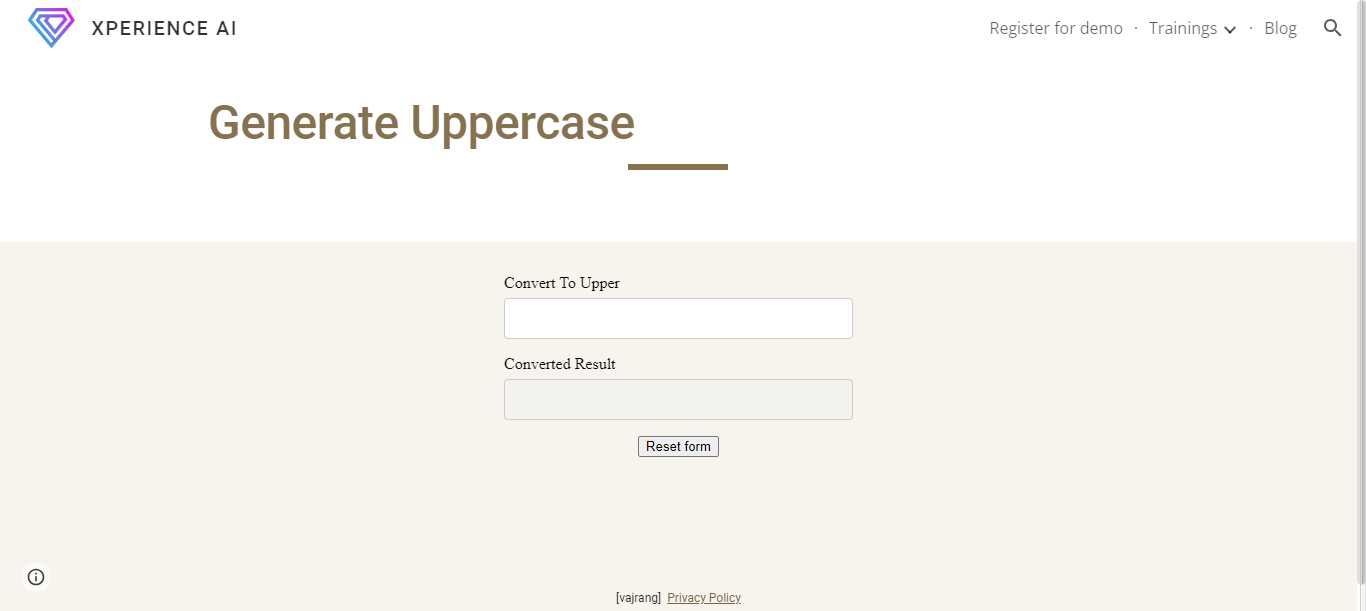 XPERIENCE AI
Register for demo · Trainings · Blog
Generate Uppercase
Convert To Upper
Converted Result
Reset form
[vajrang] Privacy Policy